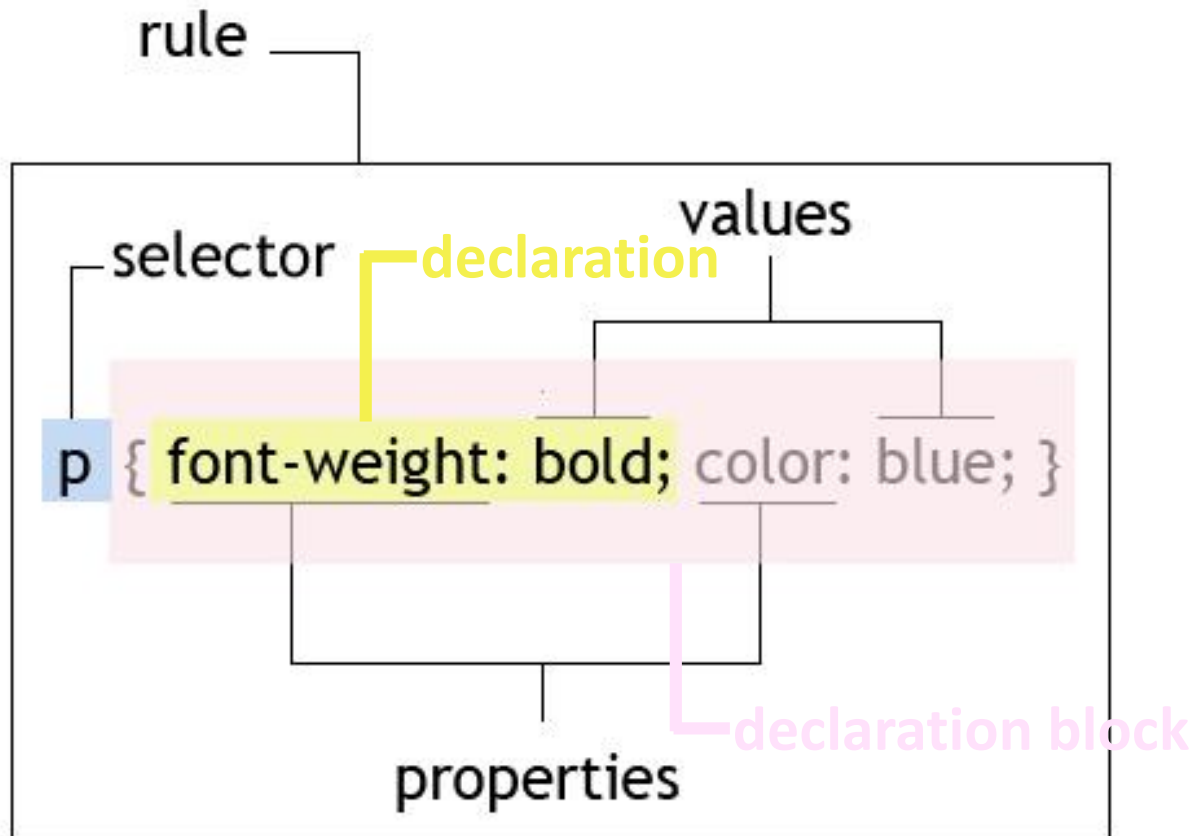 rule
values
selector
declaration
p { font-weight: bold; color: blue; }
declaration block
properties